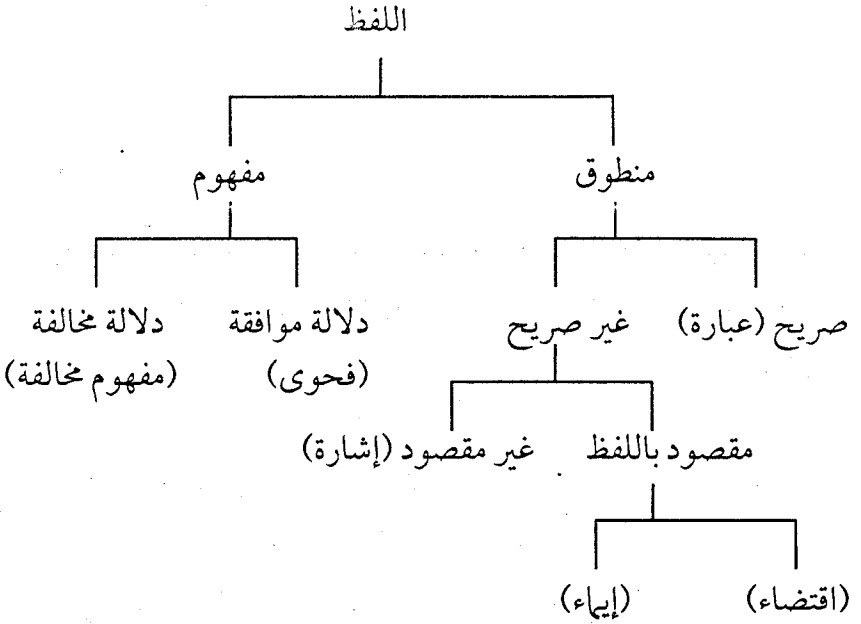 اللفظ
منطوق
مفهوم
صريح (عبارة)
غير صريح
دلالة موافقة
(فحوى)
دلالة مخالفة
(مفهوم مخالفة)
مقصود باللفظ
غير مقصود (إشارة)
(اقتضاء)
(إيماء)